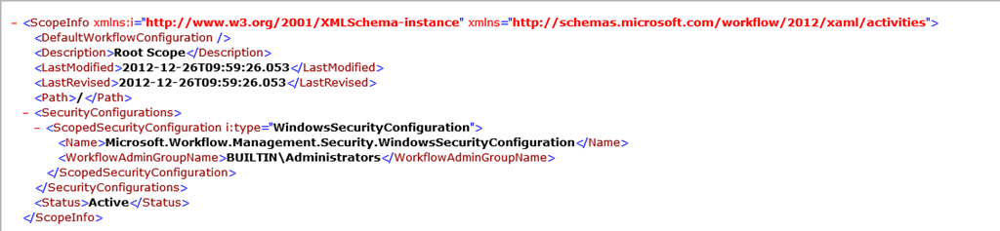 - <ScopeInfo xmlns:i="http://www.w3.org/2001/XMLSchema-instance" xmlns="http://schemas.microsoft.com/workflow/2012/xaml/activities">
<DefaultWorkflowConfiguration />
<Description>Root Scope</Description>
<LastModified>2012-12-26T09:59:26.053</LastModified>
<LastRevised>2012-12-26T09:59:26.053</LastRevised>
<Path>/</Path>
- <SecurityConfigurations>
- <ScopedSecurityConfiguration i:type="WindowsSecurityConfiguration">
<Name>Microsoft.Workflow.Management.Security.WindowsSecurityConfiguration</Name>
<WorkflowAdminGroupName>BUILTIN\Administrators</WorkflowAdminGroupName>
</ScopedSecurityConfiguration>
</SecurityConfigurations>
<Status>Active</Status>
</ScopeInfo>